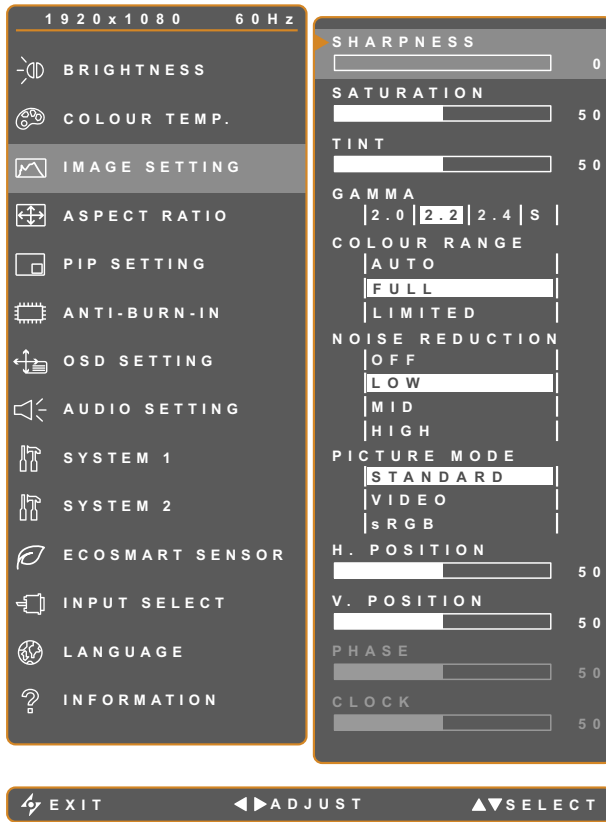 1920x1080 60Hz
BRIGHTNESS
COLOUR TEMP.
IMAGE SETTING
ASPECT RATIO
PIP SETTING
ANTI-BURN-IN
OSD SETTING
AUDIO SETTING
SYSTEM 1
SYSTEM 2
ECOSMART SENSOR
INPUT SELECT
LANGUAGE
INFORMATION
SHARPNESS
0
SATURATION
50
TINT
50
GAMMA
2.0 2.2 2.4 S
COLOUR RANGE
AUTO
FULL
LIMITED
NOISE REDUCTION
OFF
LOW
MID
HIGH
PICTURE MODE
STANDARD
VIDEO
sRGB
H. POSITION
50
V. POSITION
50
PHASE
50
CLOCK
50
EXIT ADJUST SELECT